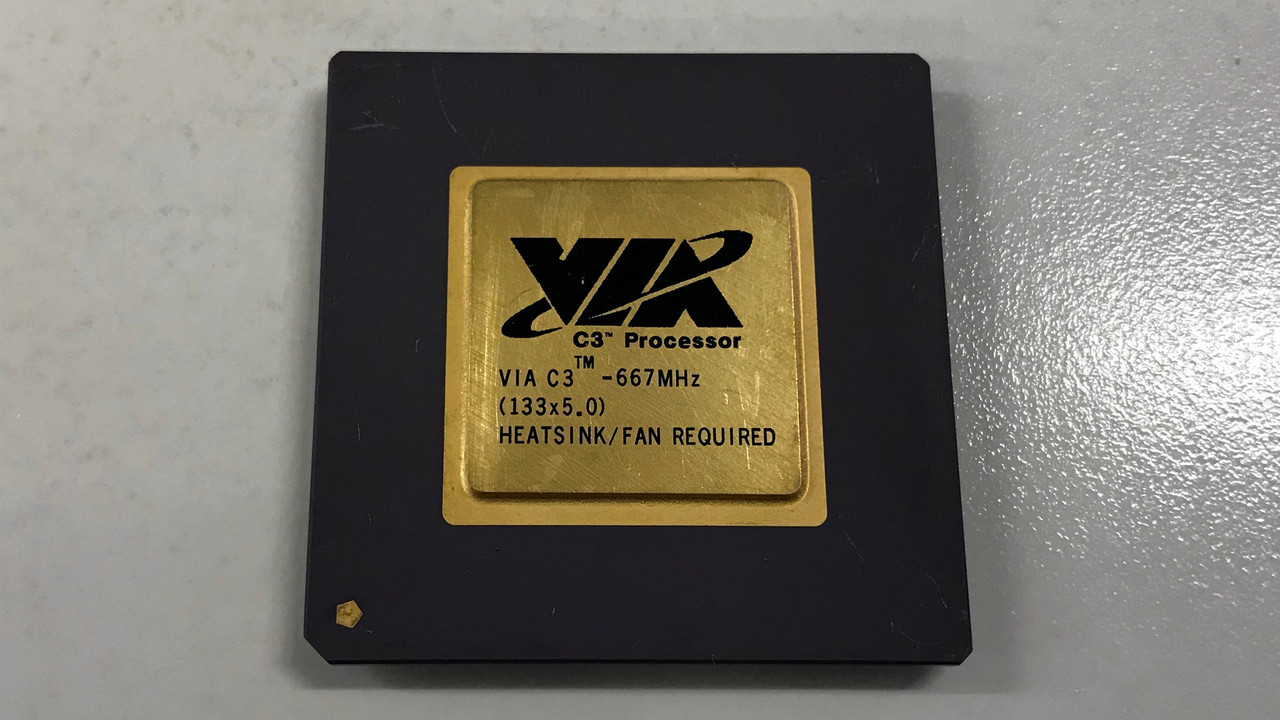 VIA
C3™ Processor
VIA C3™ -667MHz
(133x5.0)
HEATSINK/FAN REQUIRED